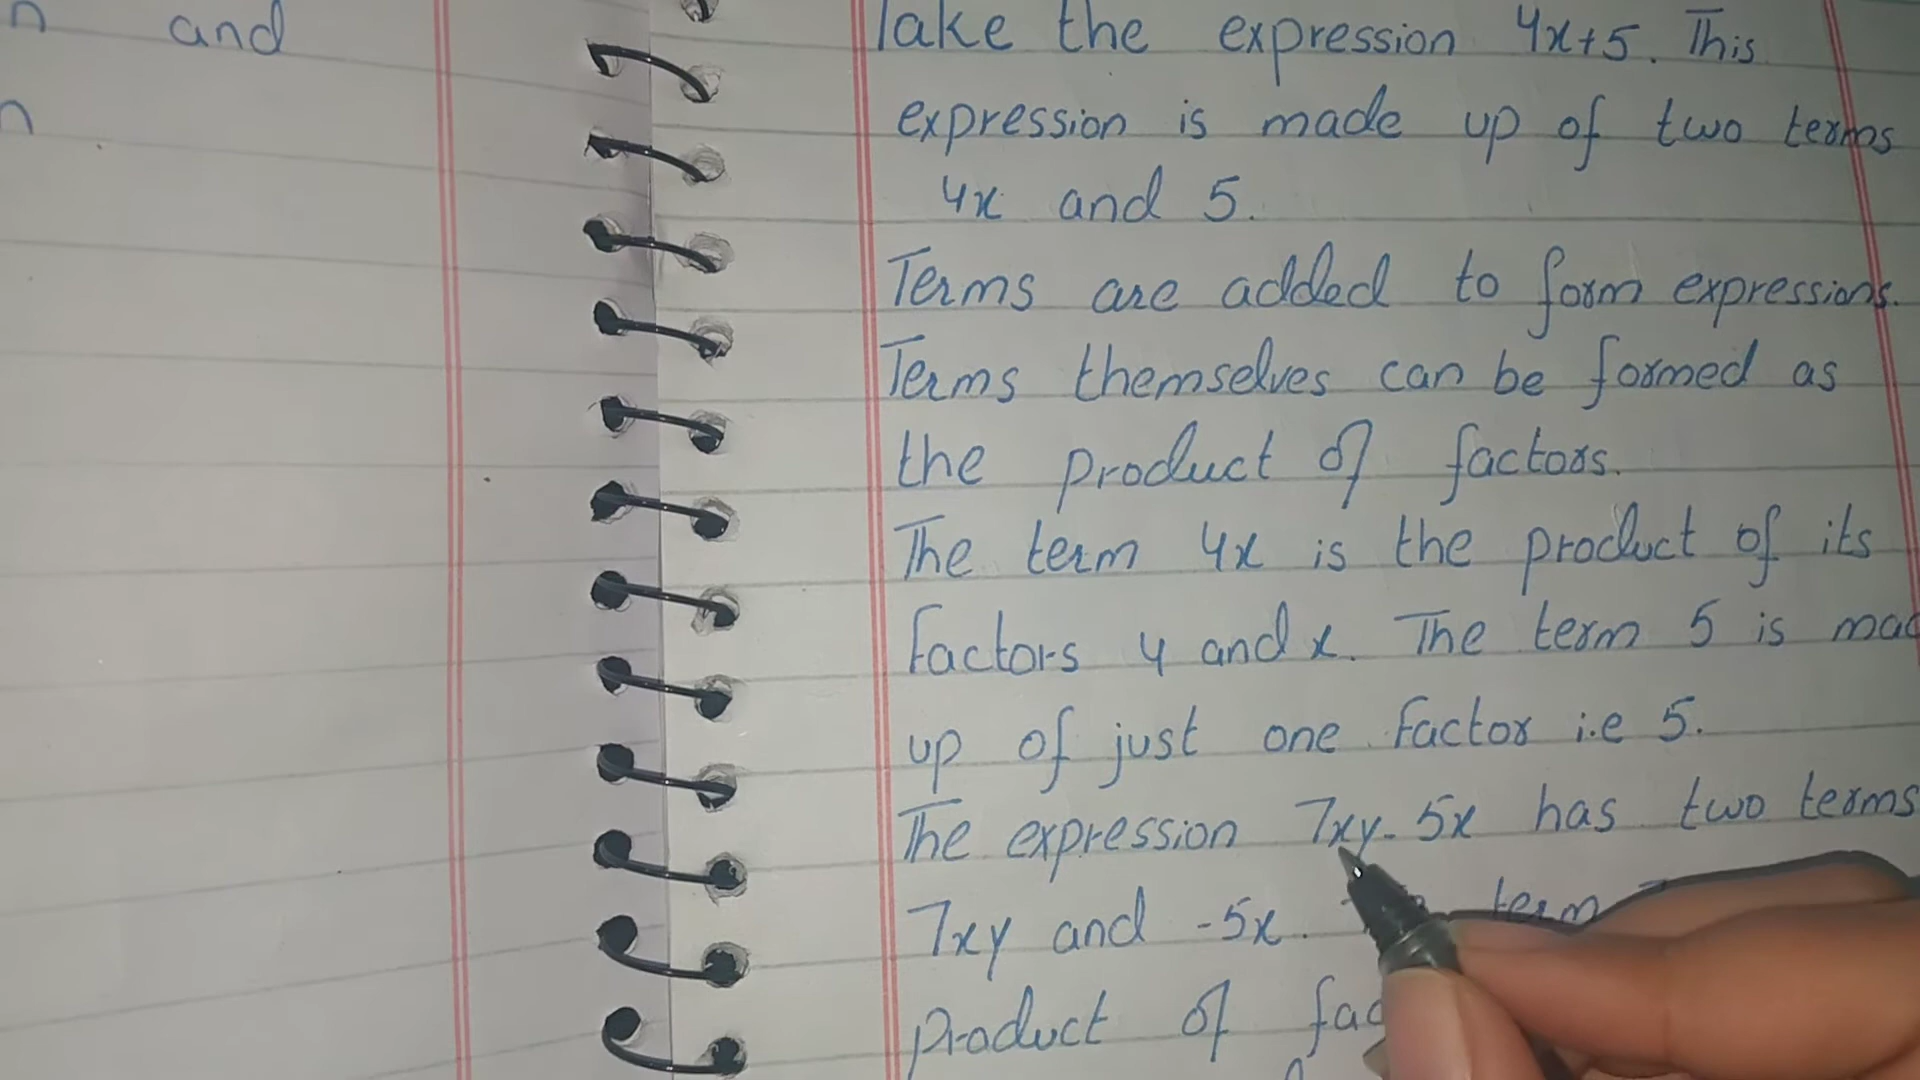 and
Take the expression 4x+5. This
expression is made up of two terms
4x and 5.
Terms are added to form expressions.
Terms themselves can be formed as
the product of factors.
The term 4x is the product of its
factors 4 and x. The term 5 is
up of just one factor i.e 5.
The expression 7xy-5x has two terms
7xy and -5x. term
product of